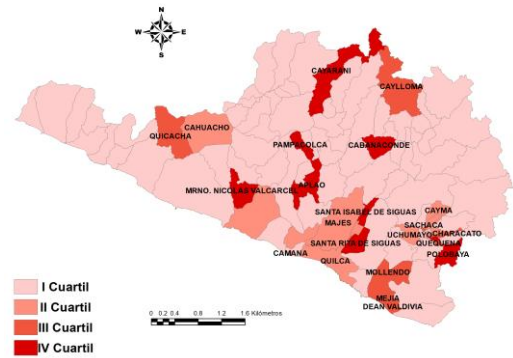 N
W E
S
CAYARANI
CAYLLOMA
CAHUACHO
QUICACHA
PAMPACOLCA
CABANACONDE
APLAO
MRNO. NICOLAS VALCARCEL
SANTA ISABEL DE SIGUAS
CAYMA
MAJES
SACHACA
UCHUMAYO
CHARACATO
SANTA RITA DE SIGUAS
QUEQUENA
CAMANA
POLOBAYA
QUILCA
MOLLENDO
MEJIA
DEAN VALDIVIA
I Cuartil
II Cuartil
III Cuartil
IV Cuartil
0 0.2 0.4 0.8 1.2 1.6 Kilómetros